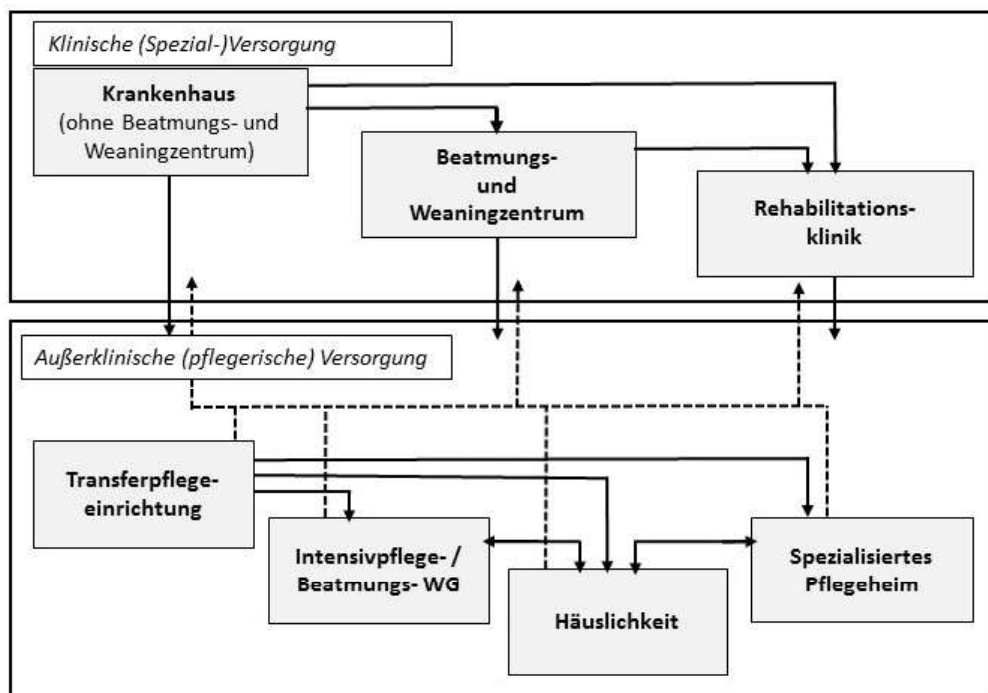 Klinische (Spezial-)Versorgung
Krankenhaus
(ohne Beatmungs- und
Weaningzentrum)
Beatmungs-
und
Weaningzentrum
Rehabilitations-
klinik
Außerklinische (pflegerische) Versorgung
Transferpflege-
einrichtung
Intensivpflege- /
Beatmungs- WG
Häuslichkeit
Spezialisiertes
Pflegeheim